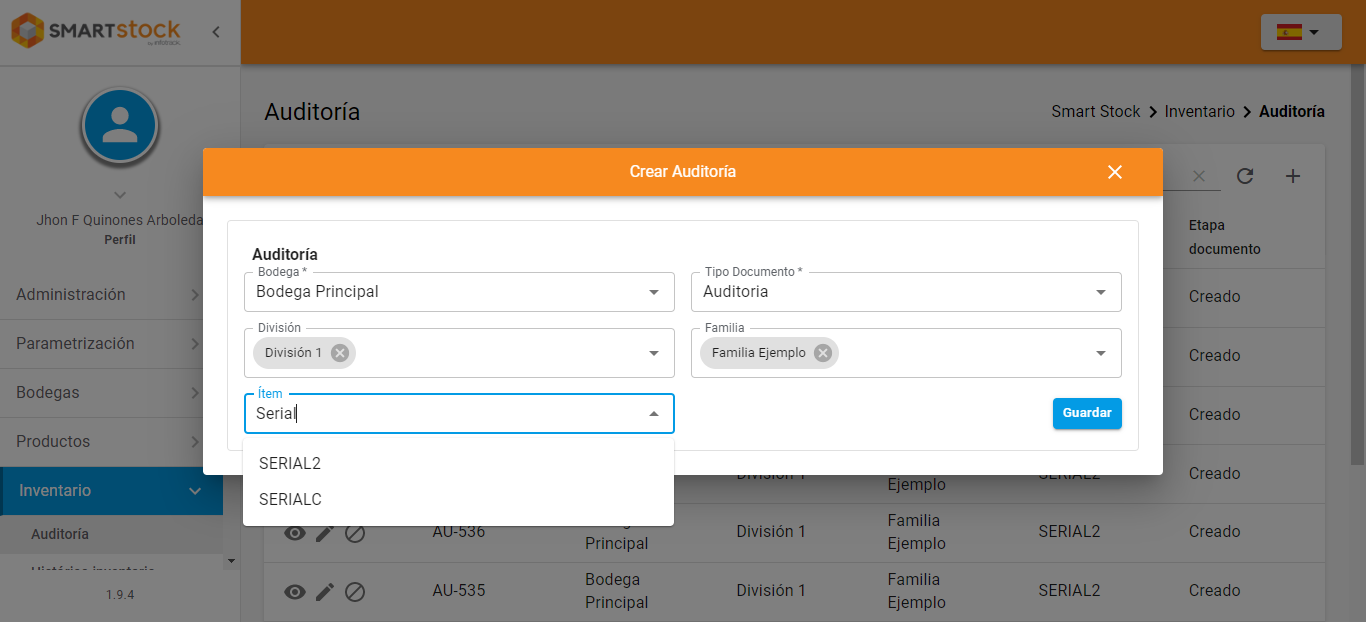 SMARTstock
by infotrack
Auditoría
Smart Stock
Inventario
Auditoría
Crear Auditoría
Jhon F Quinones Arboleda
Perfil
Administración
Parametrización
Bodegas
Productos
Inventario
Auditoría
Histórico inventario
1.9.4
Auditoría
Bodega *
Bodega Principal
Tipo Documento *
Auditoria
División
División 1
Familia
Familia Ejemplo
Ítem
Serial
Guardar
SERIAL2
SERIALC
Etapa
documento
Creado
Creado
Creado
División 1
Ejemplo
SERIAL2
Creado
AU-536
Bodega
Principal
División 1
Familia
Ejemplo
SERIAL2
Creado
AU-535
Bodega
Principal
División 1
Familia
Ejemplo
SERIAL2
Creado